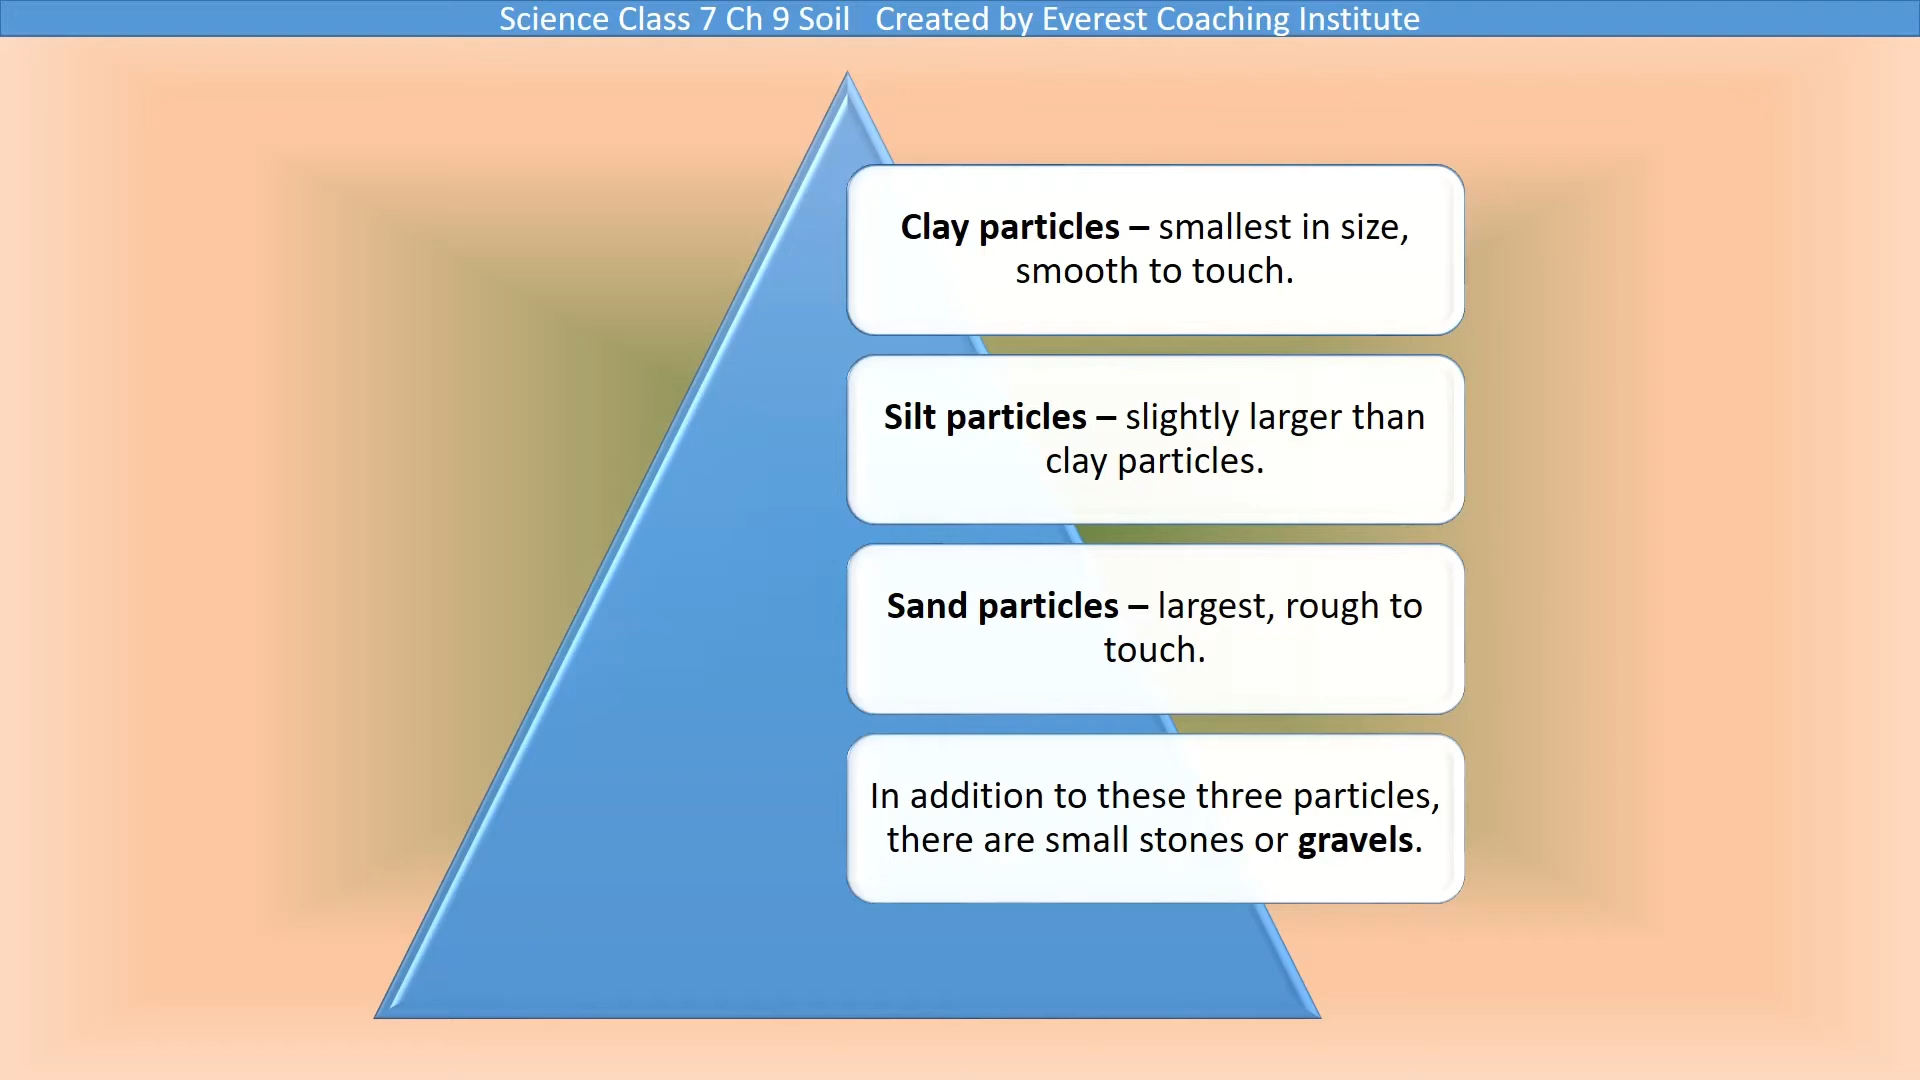 Science Class 7 Ch 9 Soil   Created by Everest Coaching Institute
Clay particles – smallest in size,
smooth to touch.
Silt particles – slightly larger than
clay particles.
Sand particles – largest, rough to
touch.
In addition to these three particles,
there are small stones or gravels.